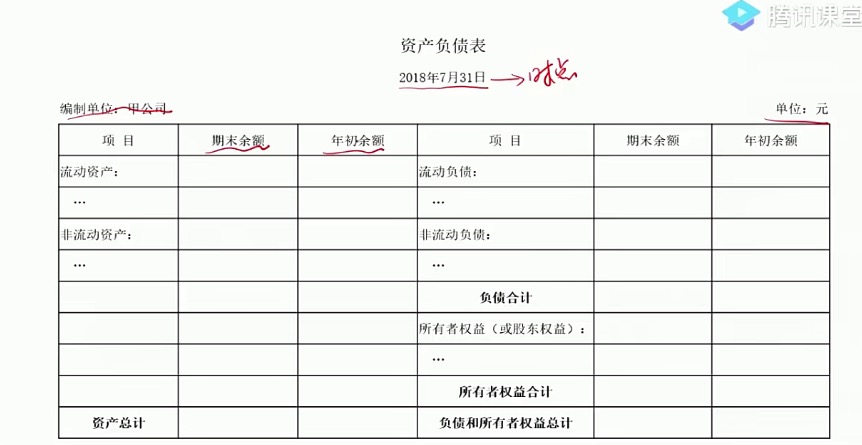 腾讯课堂
资产负债表
2018年7月31日 → 时点
编制单位：甲公司 单位：元
项 目 期末余额 年初余额 项 目 期末余额 年初余额
流动资产： 流动负债：
… …
非流动资产： 非流动负债：
… …
负债合计
所有者权益（或股东权益）：
…
所有者权益合计
资产总计 负债和所有者权益总计